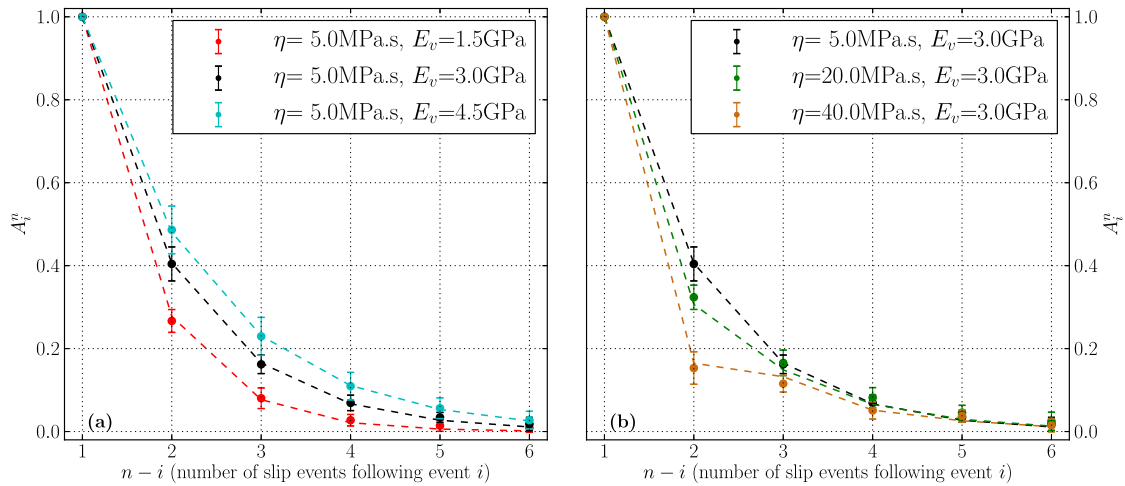 1.0
0.8
0.6
0.4
0.2
0.0
A_i^n
η= 5.0MPa.s, E_v=1.5GPa
η= 5.0MPa.s, E_v=3.0GPa
η= 5.0MPa.s, E_v=4.5GPa
(a)
1 2 3 4 5 6
n − i (number of slip events following event i)
η= 5.0MPa.s, E_v=3.0GPa
η=20.0MPa.s, E_v=3.0GPa
η=40.0MPa.s, E_v=3.0GPa
(b)
1 2 3 4 5 6
n − i (number of slip events following event i)
1.0
0.8
0.6
0.4
0.2
0.0
A_i^n